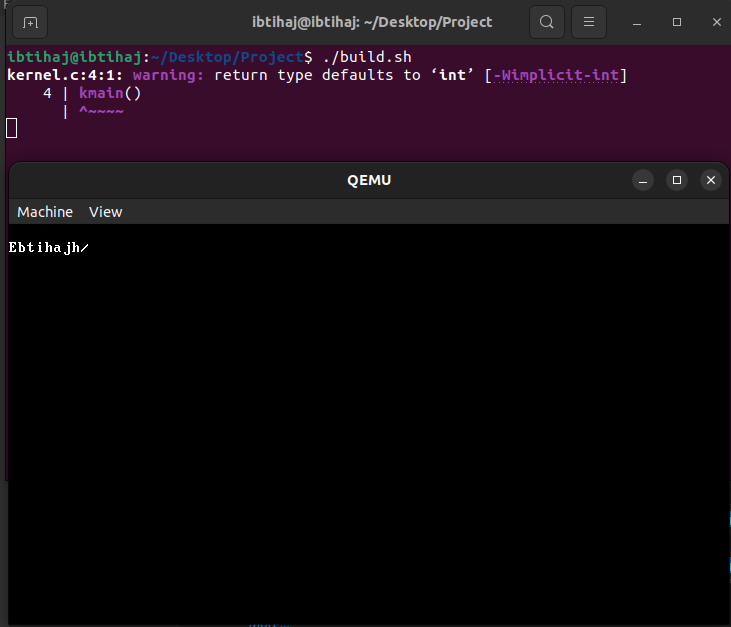 ibtihaj@ibtihaj: ~/Desktop/Project
ibtihaj@ibtihaj:~/Desktop/Project$ ./build.sh
kernel.c:4:1: warning: return type defaults to ‘int’ [-Wimplicit-int]
    4 | kmain()
      | ^~~~~
QEMU
Machine View
Ebtihajh/